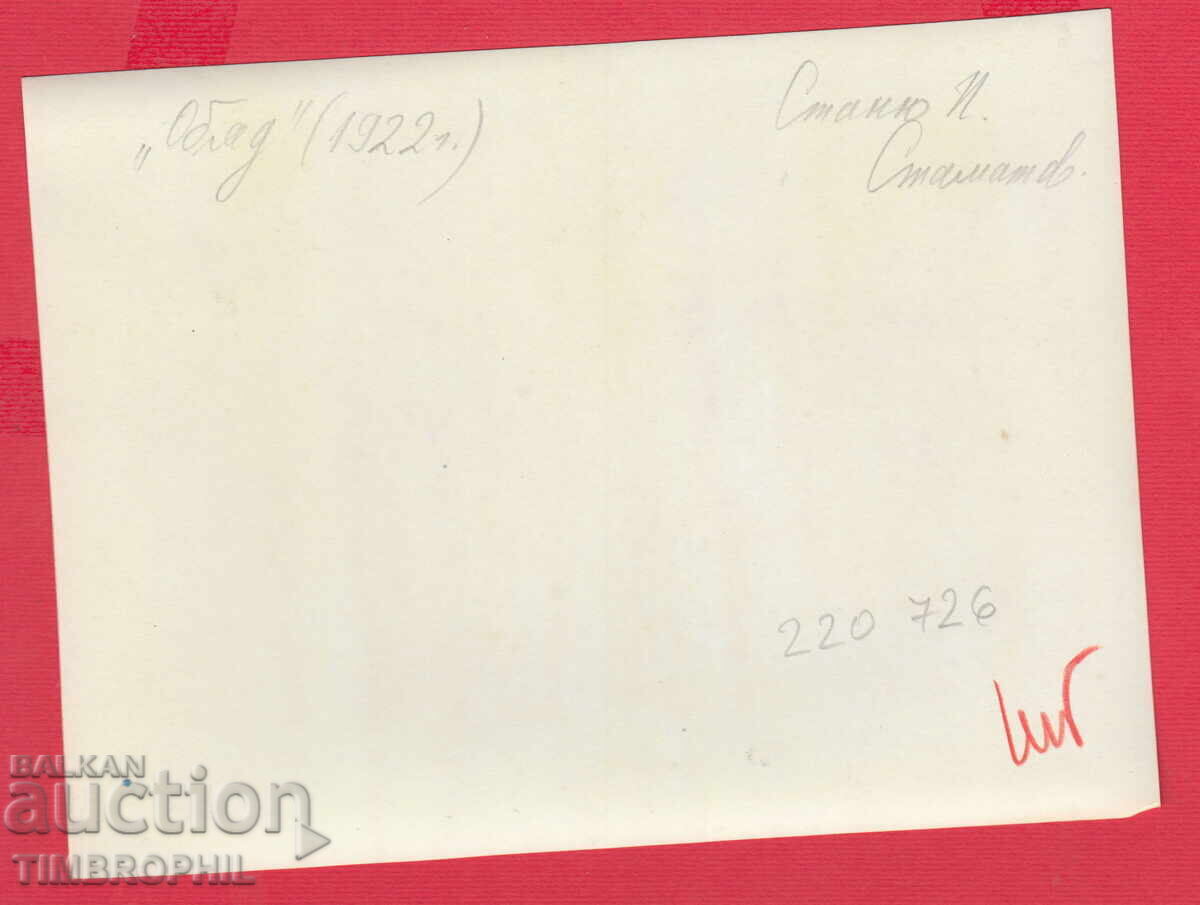 „Обяд" (1922 г.)
Станю П.
Стаматов.
220 726
BALKAN
auction
TIMBROPHIL